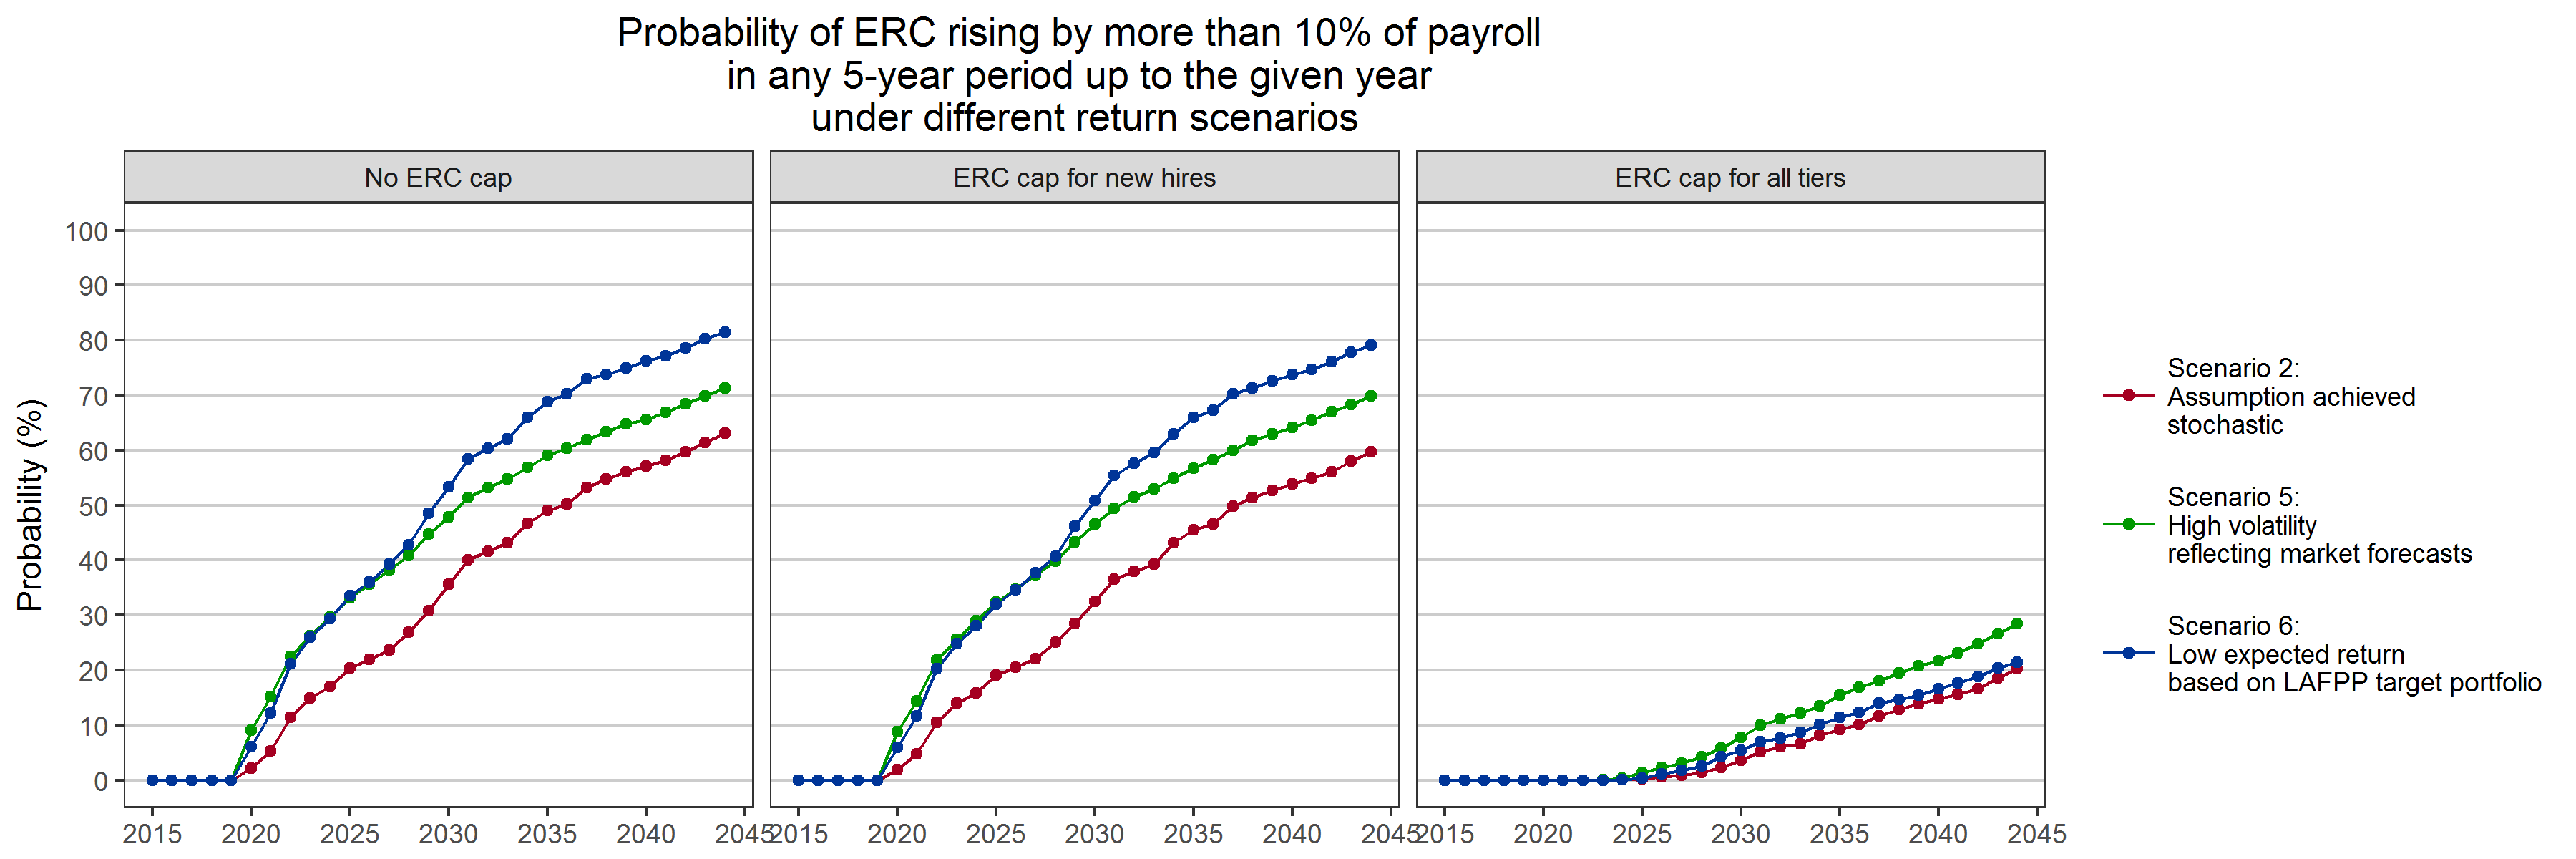 Probability of ERC rising by more than 10% of payroll
in any 5-year period up to the given year
under different return scenarios
No ERC cap
ERC cap for new hires
ERC cap for all tiers
Probability (%)
100
90
80
70
60
50
40
30
20
10
0
2015 2020 2025 2030 2035 2040 2045
2015 2020 2025 2030 2035 2040 2045
2015 2020 2025 2030 2035 2040 2045
Scenario 2:
Assumption achieved
stochastic
Scenario 5:
High volatility
reflecting market forecasts
Scenario 6:
Low expected return
based on LAFPP target portfolio